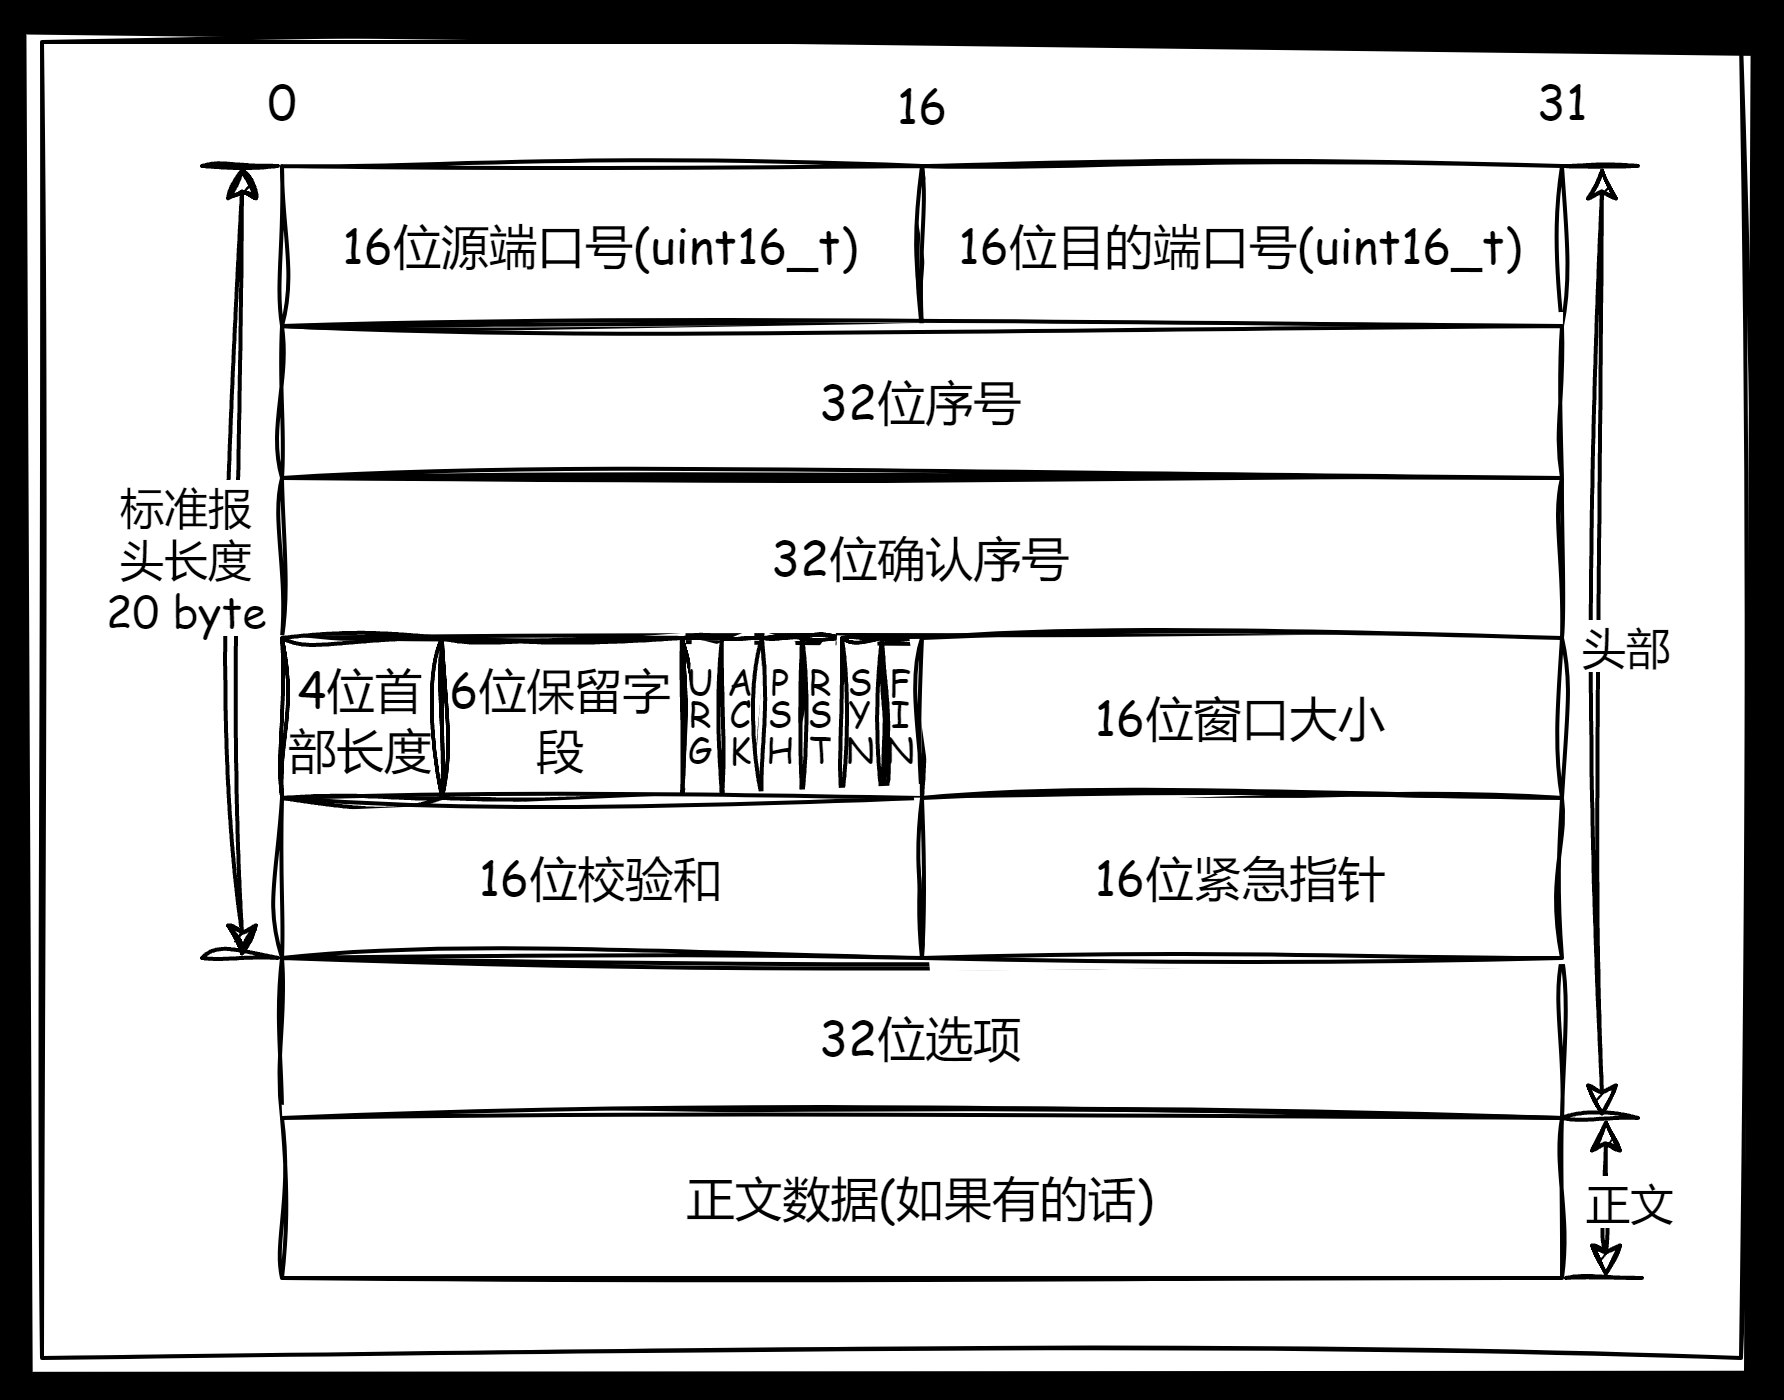 0
16
31
16位源端口号(uint16_t)
16位目的端口号(uint16_t)
32位序号
32位确认序号
标准报
头长度
20 byte
4位首
部长度
6位保留字
段
URG
ACK
PSH
RST
SYN
FIN
16位窗口大小
头部
16位校验和
16位紧急指针
32位选项
正文数据(如果有的话)
正文